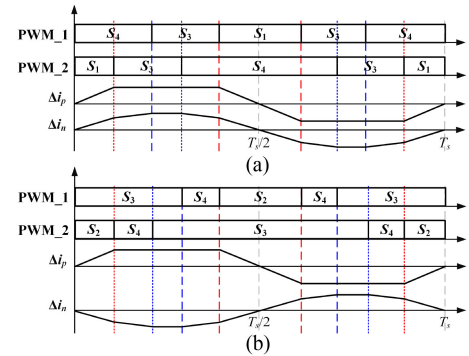 PWM_1 S4 S3 S1 S3 S4
PWM_2 S1 S3 S4 S3 S1
Δip
Δin
Ts/2 Ts
(a)
PWM_1 S3 S4 S2 S4 S3
PWM_2 S2 S4 S3 S4 S2
Δip
Δin
Ts/2 Ts
(b)